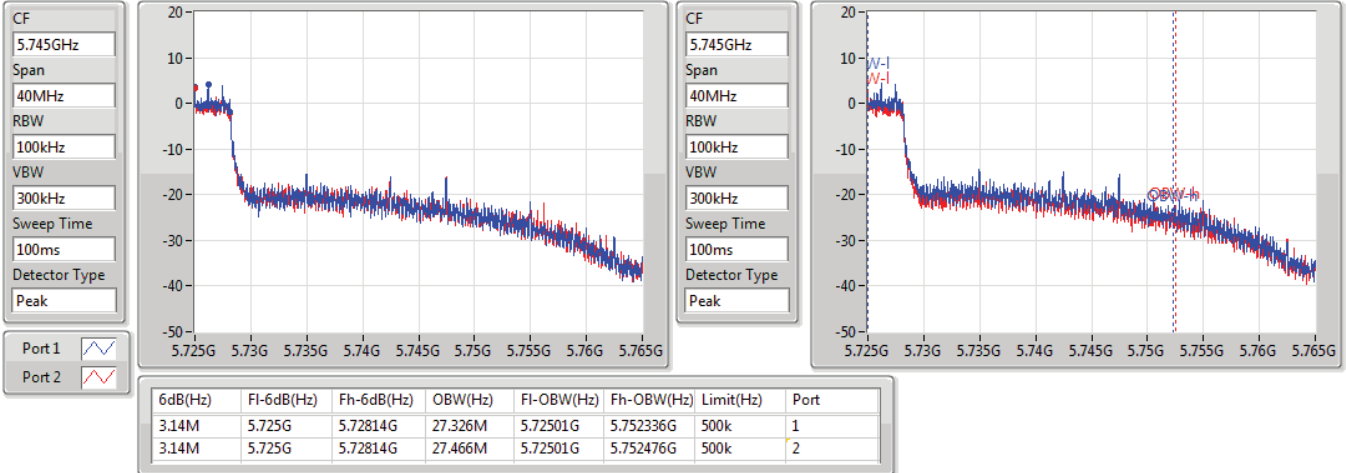 CF
5.745GHz
Span
40MHz
RBW
100kHz
VBW
300kHz
Sweep Time
100ms
Detector Type
Peak
Port 1
Port 2
20
10
0
-10
-20
-30
-40
-50
5.725G 5.73G 5.735G 5.74G 5.745G 5.75G 5.755G 5.76G 5.765G
CF
5.745GHz
Span
40MHz
RBW
100kHz
VBW
300kHz
Sweep Time
100ms
Detector Type
Peak
20
10
0
-10
-20
-30
-40
-50
W-l
W-l
OBW-h
5.725G 5.73G 5.735G 5.74G 5.745G 5.75G 5.755G 5.76G 5.765G
6dB(Hz) Fl-6dB(Hz) Fh-6dB(Hz) OBW(Hz) Fl-OBW(Hz) Fh-OBW(Hz) Limit(Hz) Port
3.14M 5.725G 5.72814G 27.326M 5.72501G 5.752336G 500k 1
3.14M 5.725G 5.72814G 27.466M 5.72501G 5.752476G 500k 2